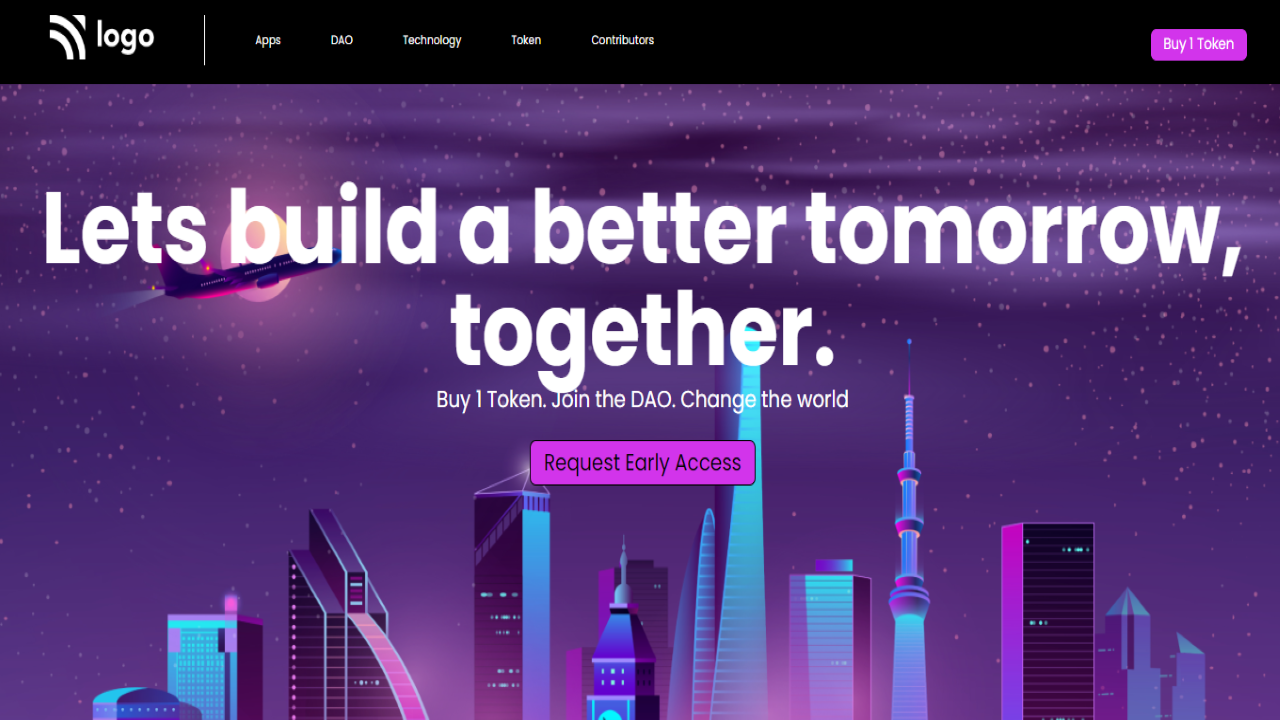 logo
Apps
DAO
Technology
Token
Contributors
Buy 1 Token
Lets build a better tomorrow,
together.
Buy 1 Token. Join the DAO. Change the world
Request Early Access